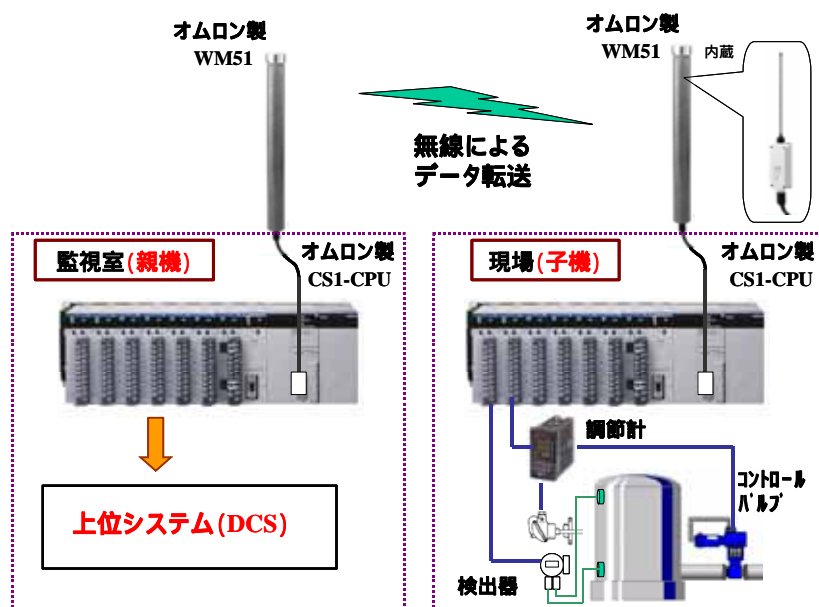 オムロン製
WM51
オムロン製
WM51
内蔵
無線による
データ転送
監視室(親機)
オムロン製
CS1-CPU
現場(子機)
オムロン製
CS1-CPU
調節計
コントロール
バルブ
上位システム(DCS)
検出器